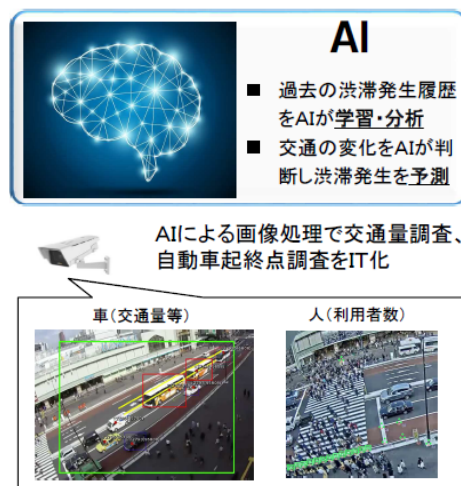 AI
■ 過去の渋滞発生履歴
をAIが学習・分析
■ 交通の変化をAIが判
断し渋滞発生を予測
AIによる画像処理で交通量調査、
自動車起終点調査をIT化
車(交通量等)
人(利用者数)